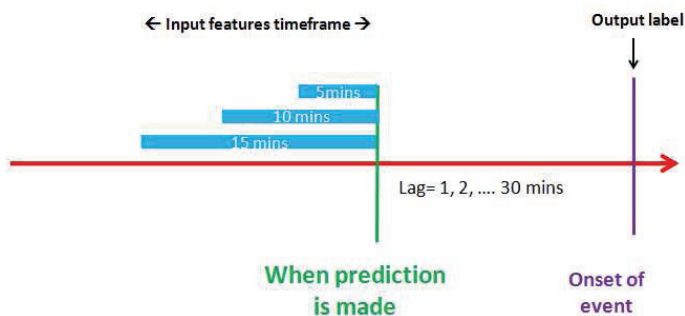 ← Input features timeframe →
Output label
5mins
10 mins
15 mins
Lag= 1, 2, .... 30 mins
When prediction
is made
Onset of
event